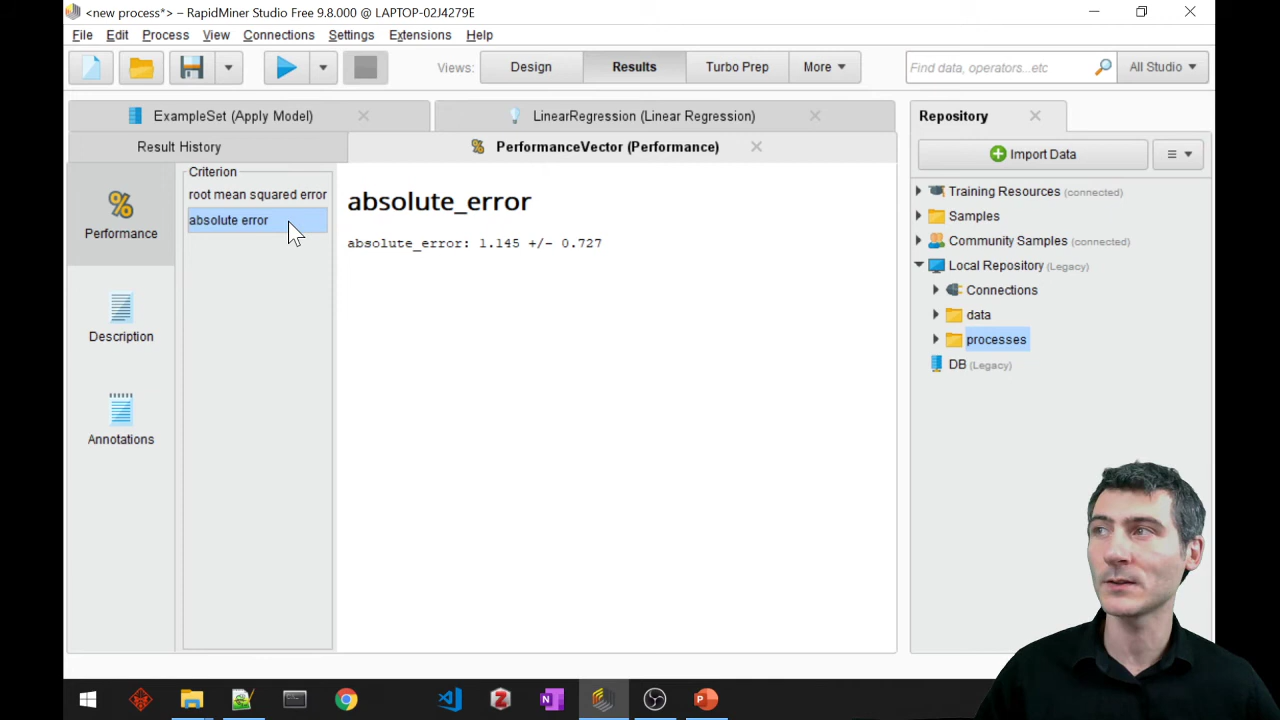 <new process*> – RapidMiner Studio Free 9.8.000 @ LAPTOP-02J4279E
File Edit Process View Connections Settings Extensions Help
Views: Design Results Turbo Prep More Find data, operators...etc All Studio
ExampleSet (Apply Model) LinearRegression (Linear Regression) Repository
Result History PerformanceVector (Performance)
Import Data
Criterion
root mean squared error
absolute error
Performance
Description
Annotations
absolute_error
absolute_error: 1.145 +/- 0.727
Training Resources (connected)
Samples
Community Samples (connected)
Local Repository (Legacy)
Connections
data
processes
DB (Legacy)